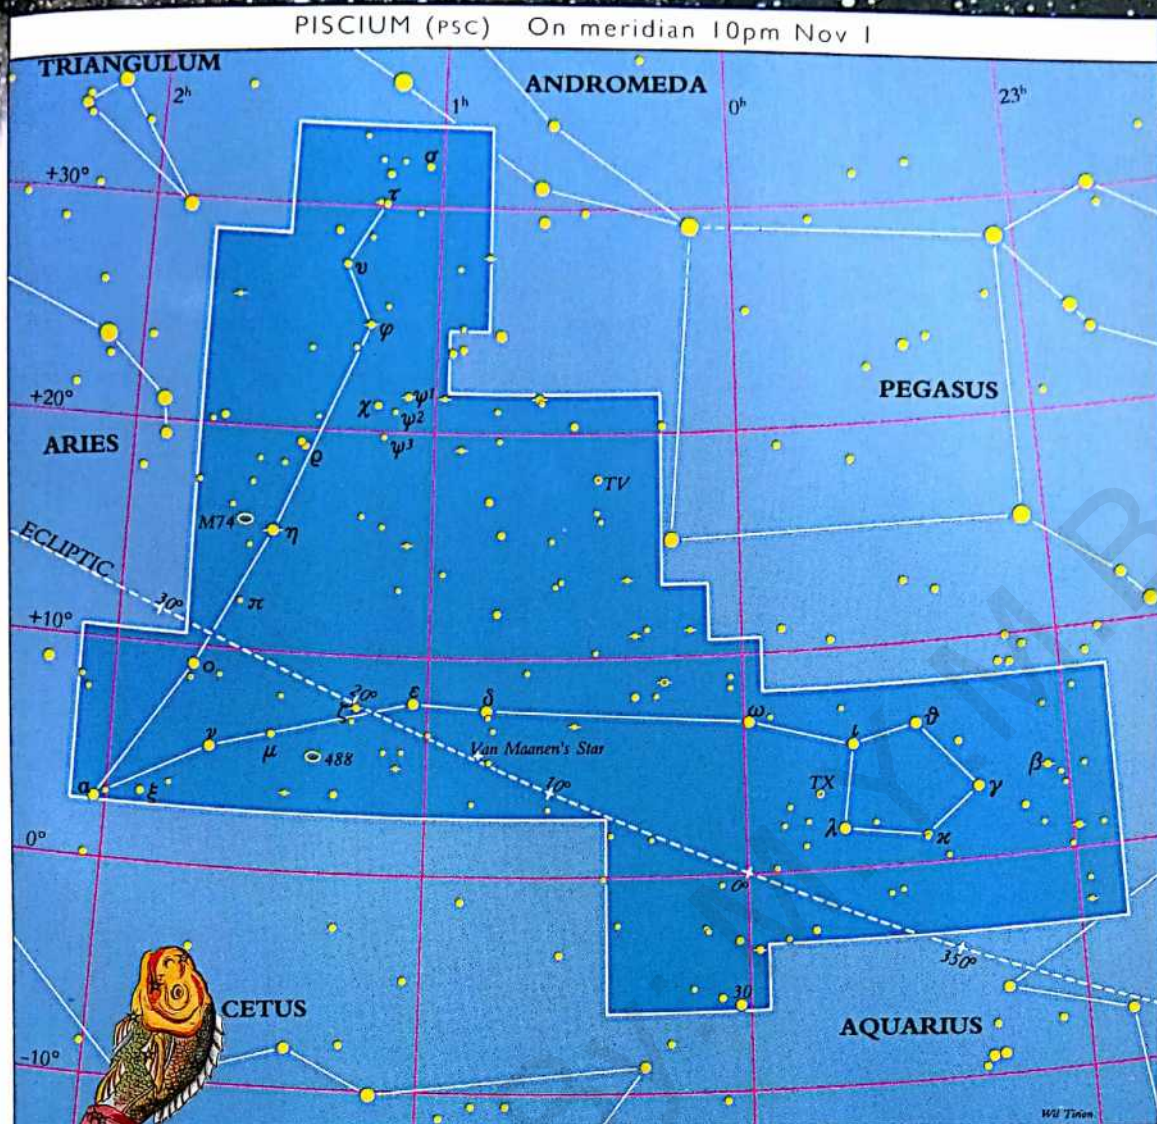 PISCIUM (PSC) On meridian 10pm Nov 1
TRIANGULUM
ANDROMEDA
2h
1h
0h
23h
+30°
σ
τ
υ
φ
+20°
χ
ψ1
ψ2
ψ3
PEGASUS
ARIES
ϱ
TV
M74
η
ECLIPTIC
30°
π
+10°
ο
20°
ε
δ
ζ
ω
ι
ϑ
ν
μ
488
Van Maanen's Star
β
α
ξ
10°
TX
γ
λ
ϰ
0°
0°
350°
30
CETUS
AQUARIUS
-10°
Wil Tirion